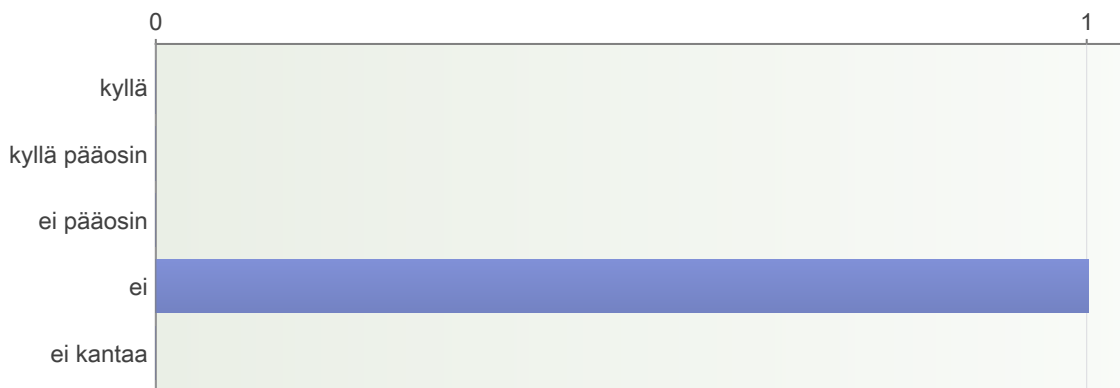 0 1
kyllä
kyllä pääosin
ei pääosin
ei
ei kantaa